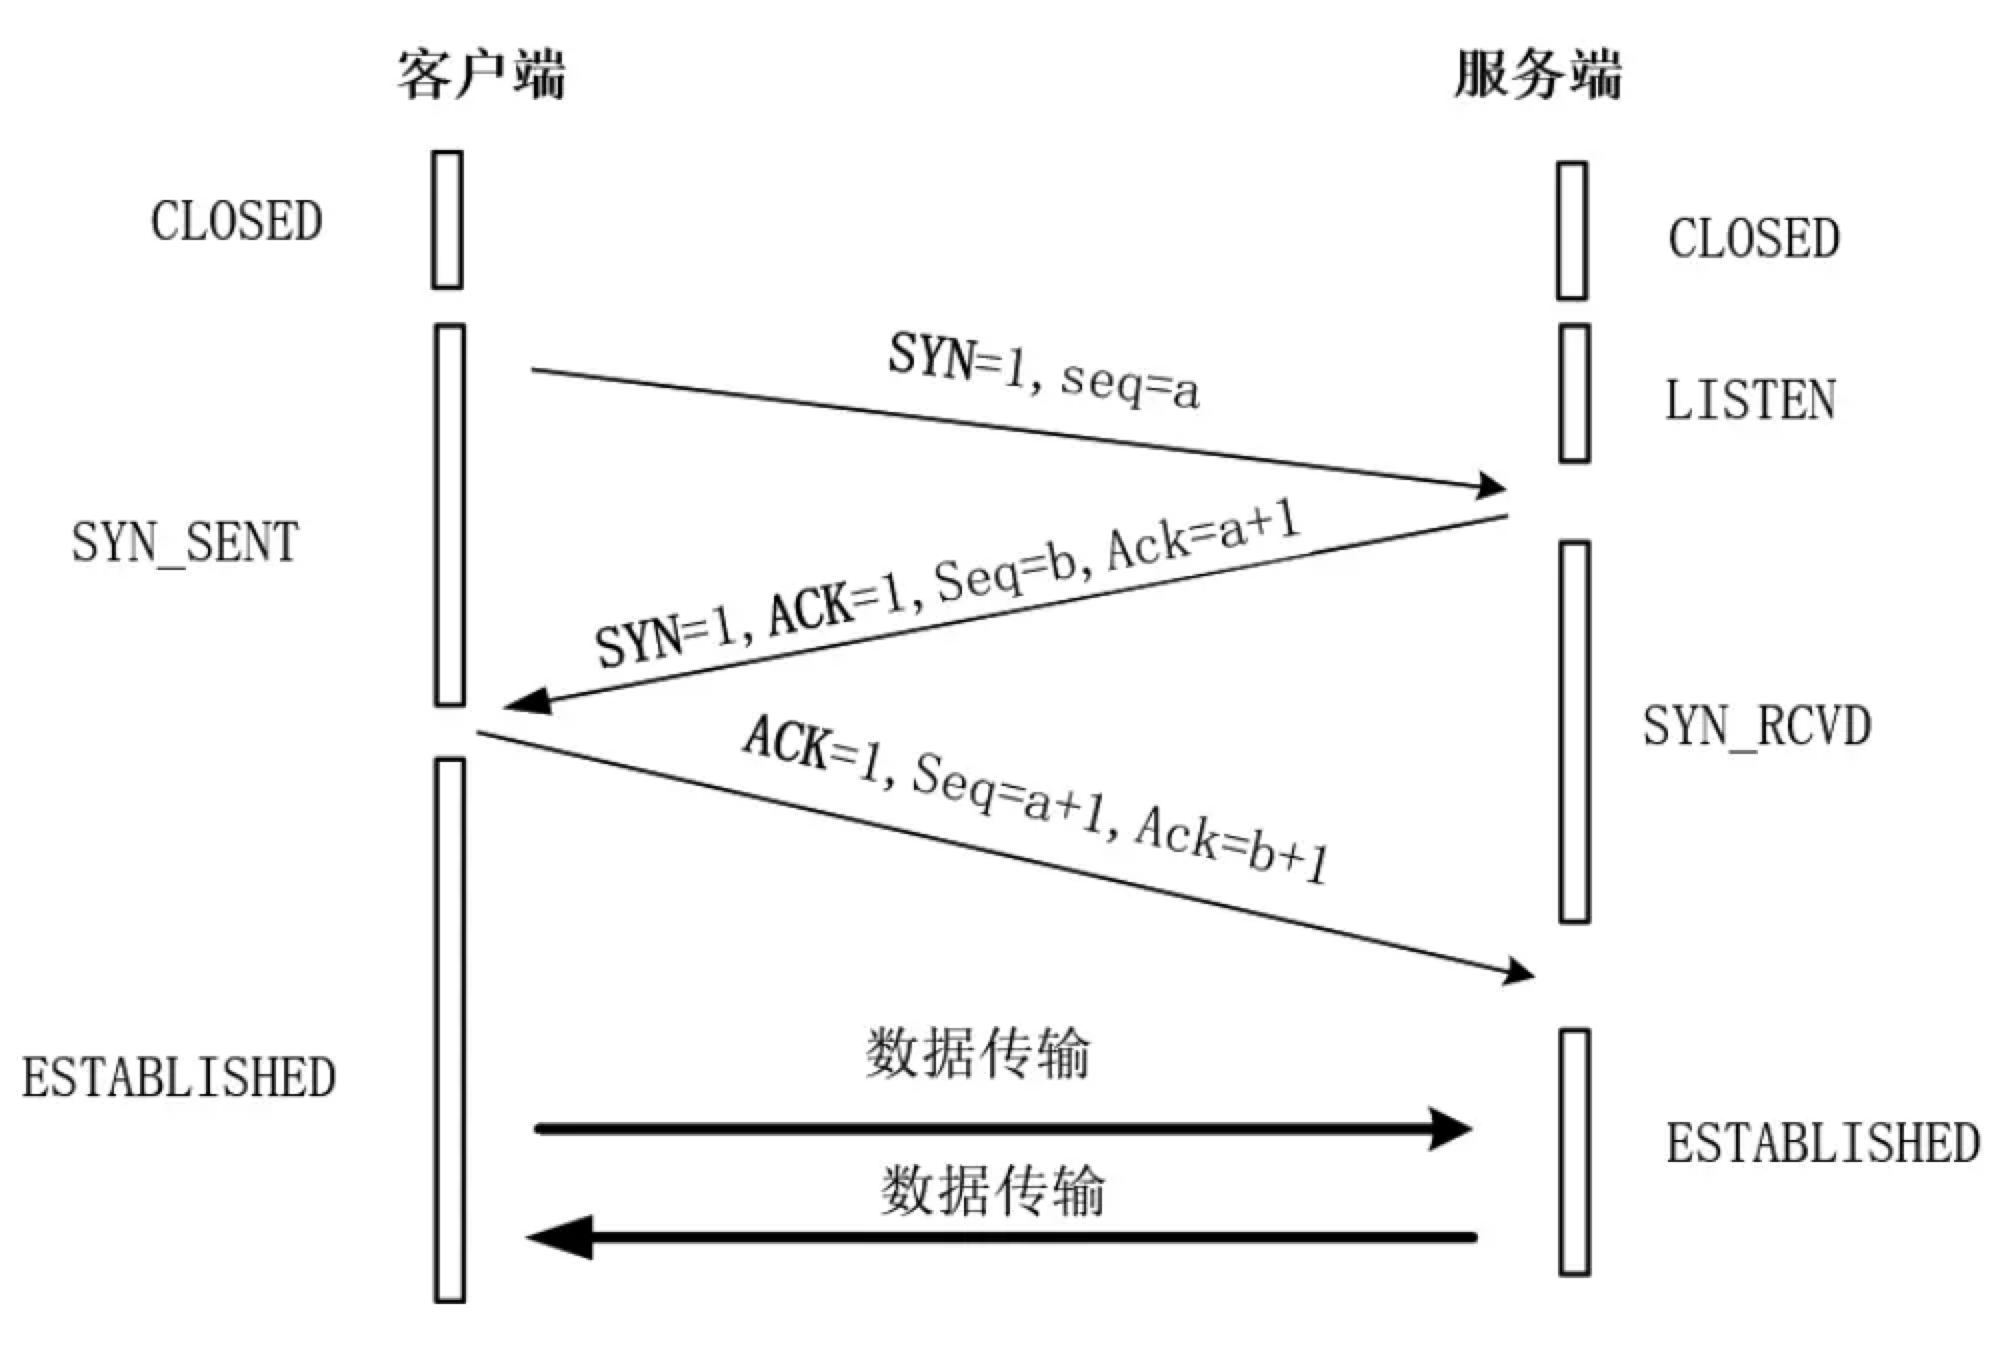 客户端
服务端
CLOSED
CLOSED
SYN=1, seq=a
LISTEN
SYN_SENT
SYN=1, ACK=1, Seq=b, Ack=a+1
SYN_RCVD
ACK=1, Seq=a+1, Ack=b+1
数据传输
ESTABLISHED
ESTABLISHED
数据传输